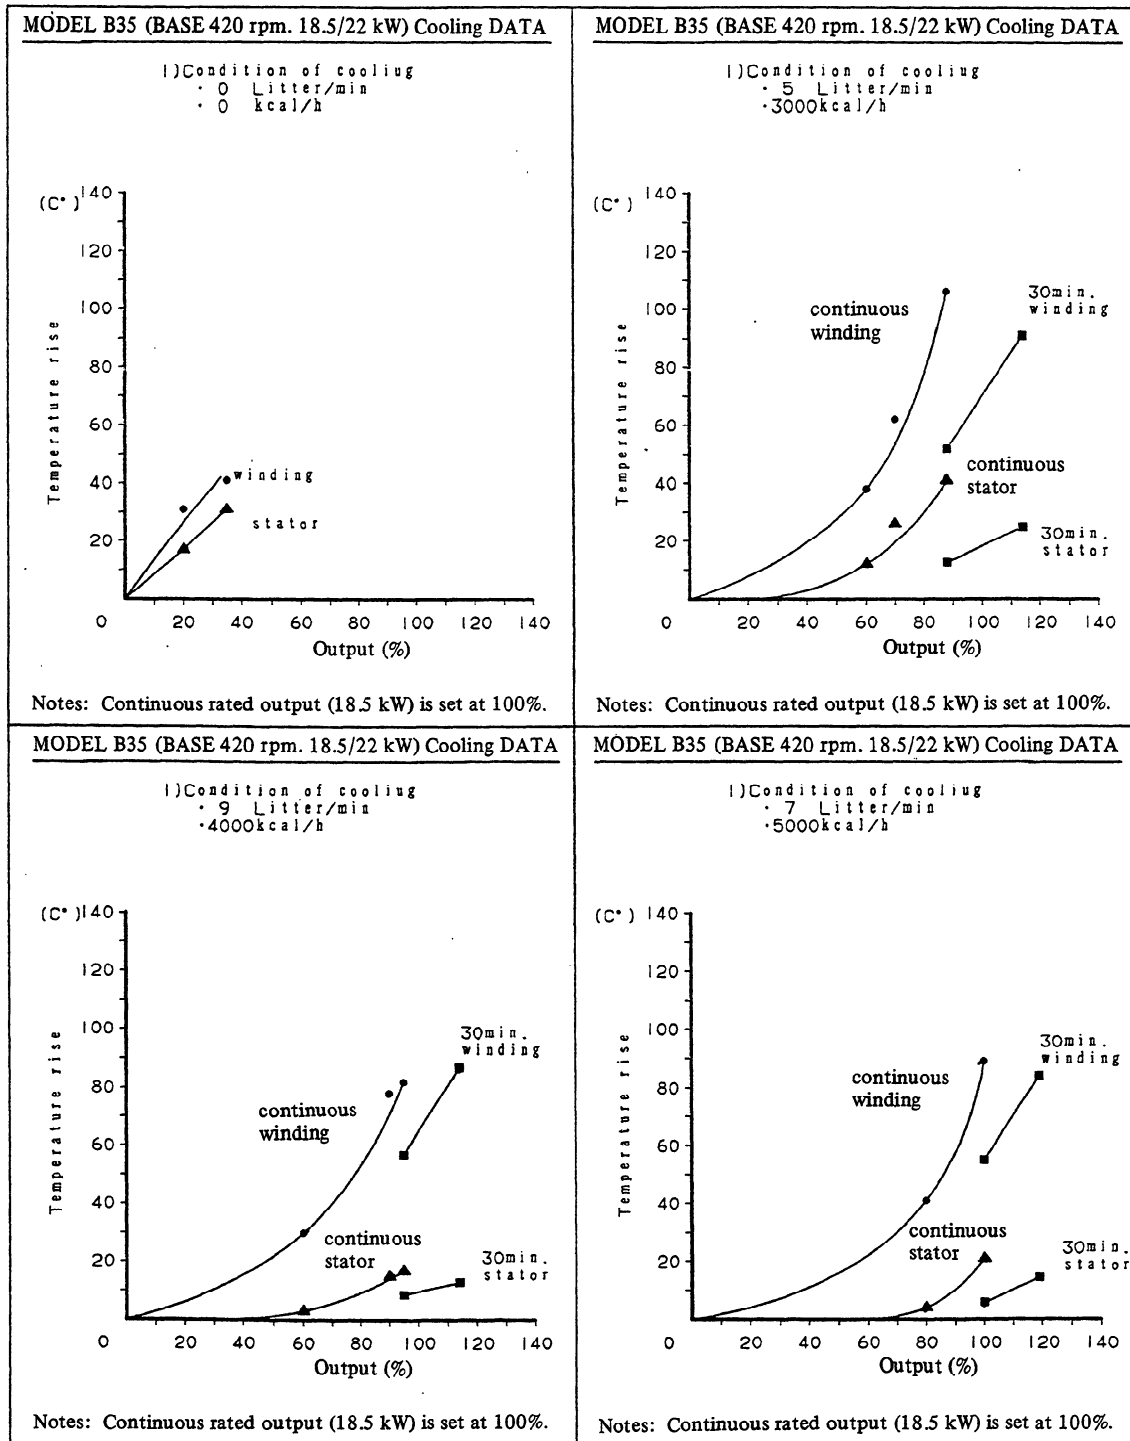 MODEL B35 (BASE 420 rpm. 18.5/22 kW) Cooling DATA
1)Condition of cooliug
· 0 Litter/min
· 0 kcal/h
(C°)
140
120
100
80
60
40
20
0
Temperature rise
winding
stator
20 40 60 80 100 120 140
Output (%)
Notes: Continuous rated output (18.5 kW) is set at 100%.
MODEL B35 (BASE 420 rpm. 18.5/22 kW) Cooling DATA
1)Condition of cooliug
· 5 Litter/min
·3000kcal/h
(C°)
140
120
100
80
60
40
20
0
Temperature rise
continuous
winding
30min.
winding
continuous
stator
30min.
stator
20 40 60 80 100 120 140
Output (%)
Notes: Continuous rated output (18.5 kW) is set at 100%.
MODEL B35 (BASE 420 rpm. 18.5/22 kW) Cooling DATA
1)Condition of cooliug
· 9 Litter/min
·4000kcal/h
(C°)
140
120
100
80
60
40
20
0
Temperature rise
continuous
winding
30min.
winding
continuous
stator
30min.
stator
20 40 60 80 100 120 140
Output (%)
Notes: Continuous rated output (18.5 kW) is set at 100%.
MODEL B35 (BASE 420 rpm. 18.5/22 kW) Cooling DATA
1)Condition of cooliug
· 7 Litter/min
·5000kcal/h
(C°)
140
120
100
80
60
40
20
0
Temperature rise
continuous
winding
30min.
winding
continuous
stator
30min.
stator
20 40 60 80 100 120 140
Output (%)
Notes: Continuous rated output (18.5 kW) is set at 100%.